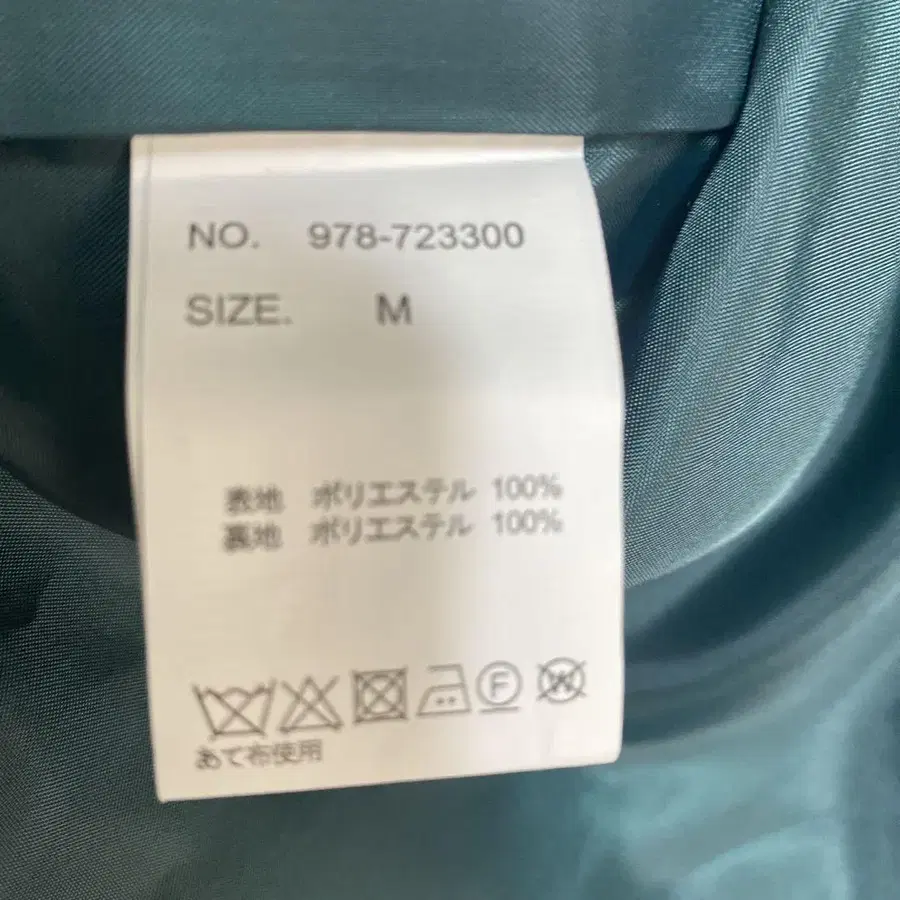 NO. 978-723300
SIZE. M
表地 ポリエステル 100%
裏地 ポリエステル 100%
F W
あて布使用